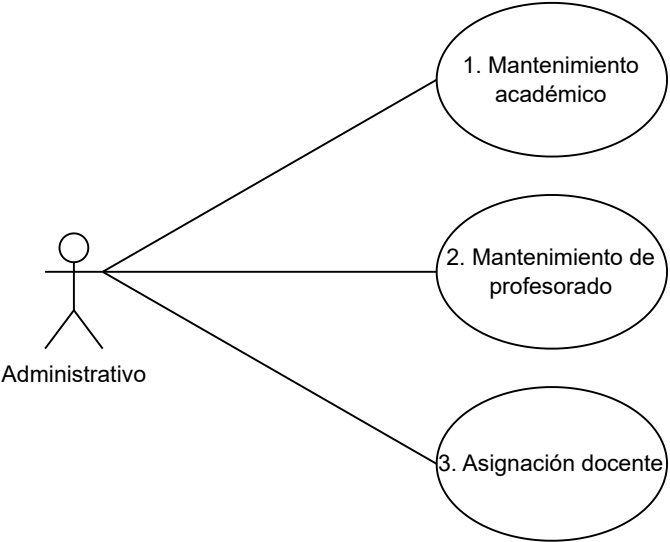 1. Mantenimiento
académico
2. Mantenimiento de
profesorado
Administrativo
3. Asignación docente